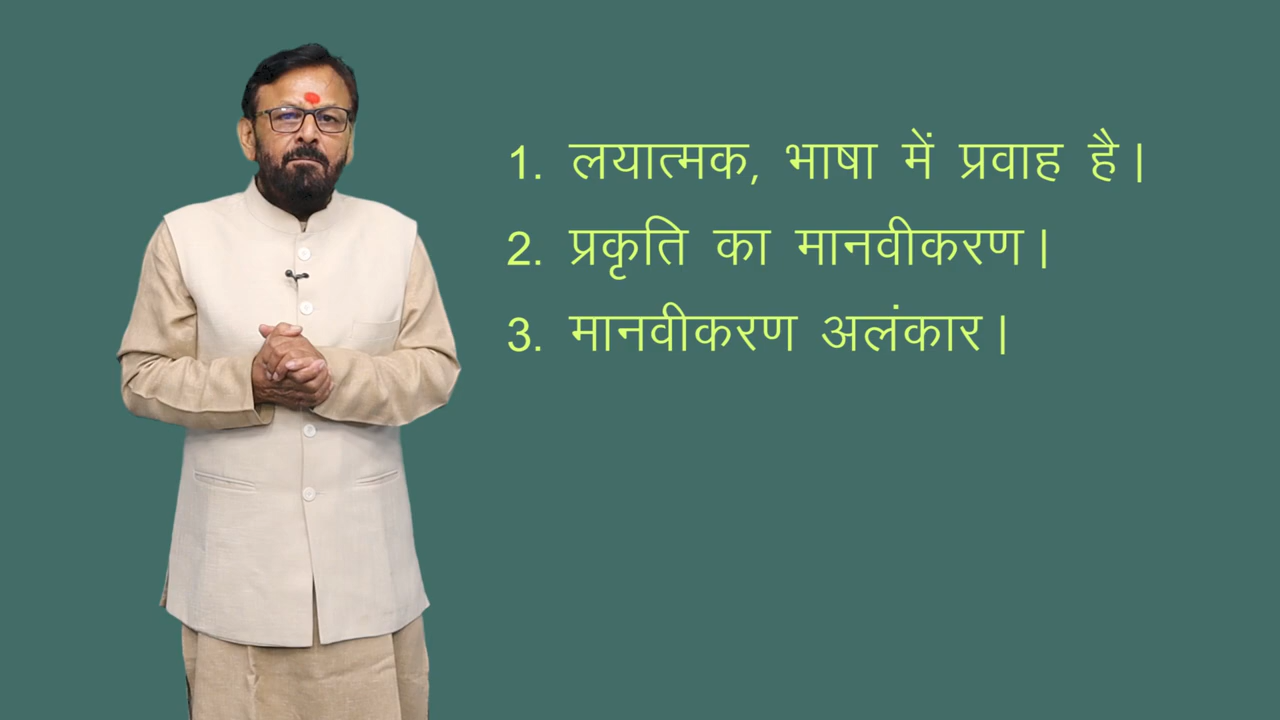 1. लयात्मक, भाषा में प्रवाह है।
2. प्रकृति का मानवीकरण।
3. मानवीकरण अलंकार।